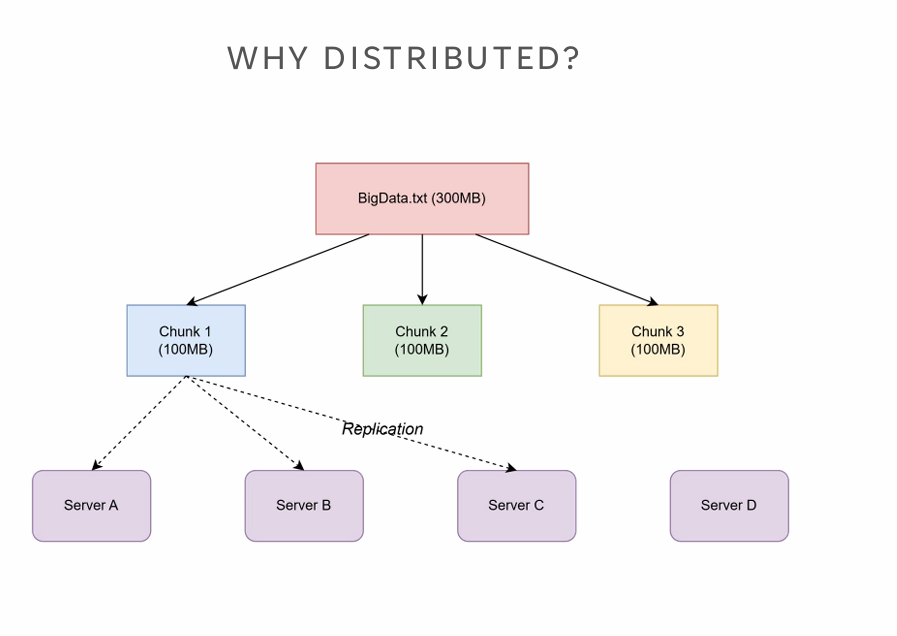 WHY DISTRIBUTED?
BigData.txt (300MB)
Chunk 1
(100MB)
Chunk 2
(100MB)
Chunk 3
(100MB)
Replication
Server A
Server B
Server C
Server D